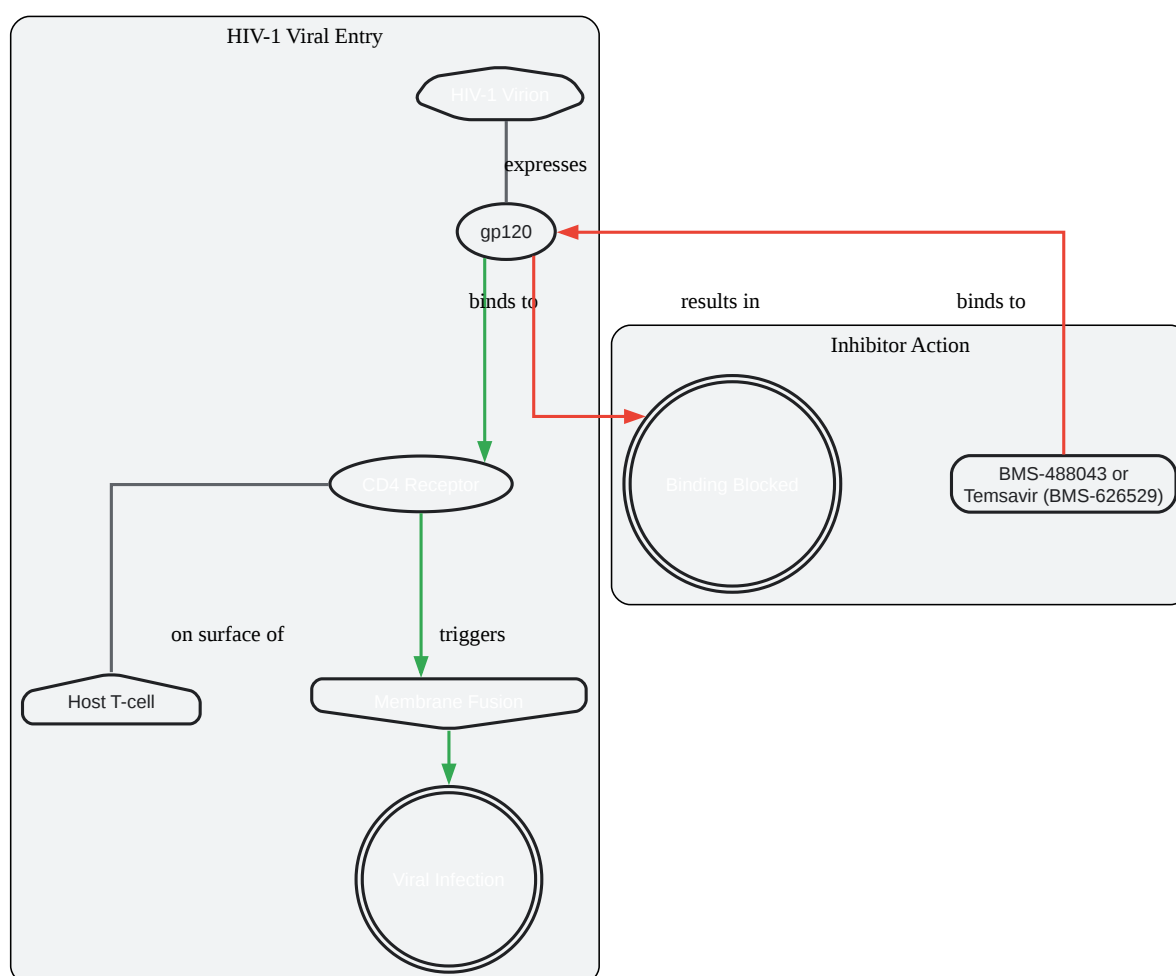 HIV-1 Viral Entry
HIV-1 Virion
expresses
gp120
binds to
results in
binds to
Inhibitor Action
CD4 Receptor
Binding Blocked
BMS-488043 or
Temsavir (BMS-626529)
on surface of
triggers
Host T-cell
Membrane Fusion
Viral Infection